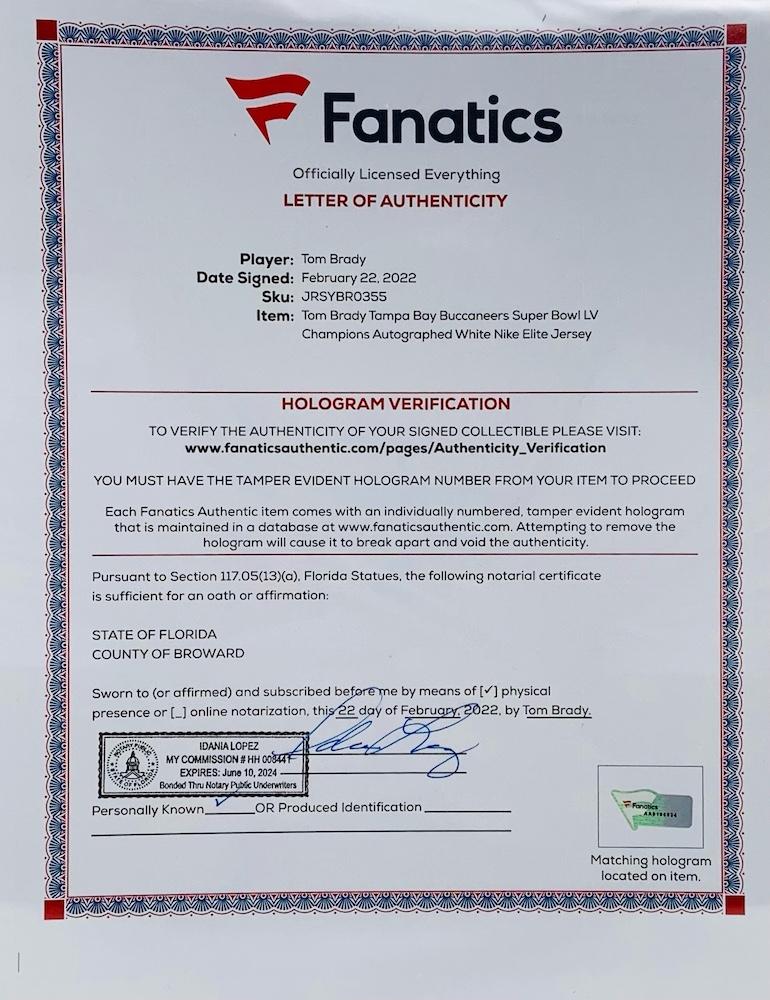 Fanatics
Officially Licensed Everything
LETTER OF AUTHENTICITY
Player: Tom Brady
Date Signed: February 22, 2022
Sku: JRSYBR0355
Item: Tom Brady Tampa Bay Buccaneers Super Bowl LV
Champions Autographed White Nike Elite Jersey
HOLOGRAM VERIFICATION
TO VERIFY THE AUTHENTICITY OF YOUR SIGNED COLLECTIBLE PLEASE VISIT:
www.fanaticsauthentic.com/pages/Authenticity_Verification
YOU MUST HAVE THE TAMPER EVIDENT HOLOGRAM NUMBER FROM YOUR ITEM TO PROCEED
Each Fanatics Authentic item comes with an individually numbered, tamper evident hologram
that is maintained in a database at www.fanaticsauthentic.com. Attempting to remove the
hologram will cause it to break apart and void the authenticity.
Pursuant to Section 117.05(13)(a), Florida Statues, the following notarial certificate
is sufficient for an oath or affirmation:
STATE OF FLORIDA
COUNTY OF BROWARD
Sworn to (or affirmed) and subscribed before me by means of [✓] physical
presence or [_] online notarization, this 22 day of February, 2022, by Tom Brady.
IDANIA LOPEZ
MY COMMISSION # HH
EXPIRES: June 10, 2024
Bonded Thru Notary Public Underwriters
Personally Known ✓ OR Produced Identification
Fanatics
Matching hologram
located on item.